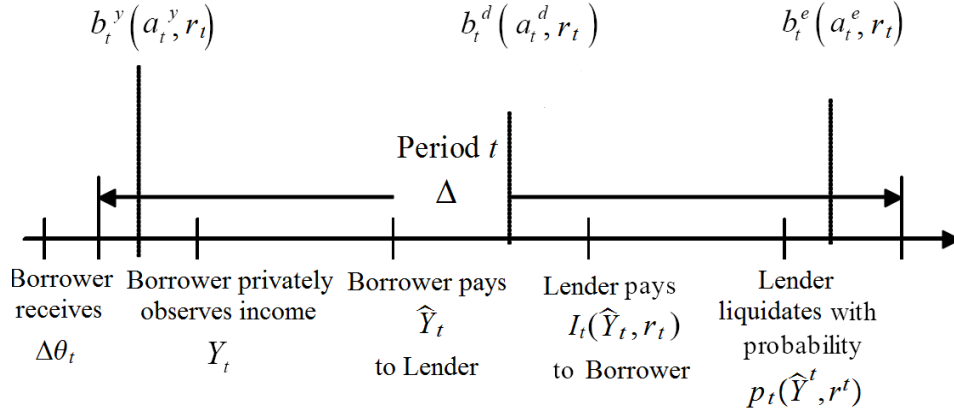 b_t^y(a_t^y, r_t)
b_t^d(a_t^d, r_t)
b_t^e(a_t^e, r_t)
Period t
Δ
Borrower
receives
Δθ_t
Borrower privately
observes income
Y_t
Borrower pays
Ŷ_t
to Lender
Lender pays
I_t(Ŷ_t, r_t)
to Borrower
Lender
liquidates with
probability
p_t(Ŷ^t, r^t)